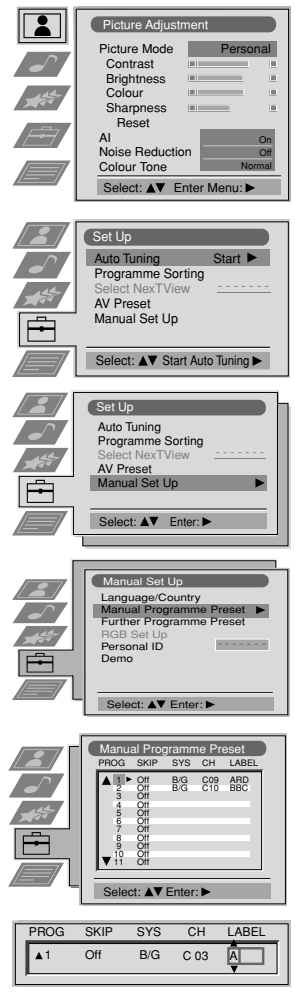 Picture Adjustment
Picture Mode Personal
Contrast
Brightness
Colour
Sharpness
Reset
AI On
Noise Reduction Off
Colour Tone Normal
Select: ▲▼ Enter Menu: ▶
Set Up
Auto Tuning Start ▶
Programme Sorting
Select NexTView - - - - - - -
AV Preset
Manual Set Up
Select: ▲▼ Start Auto Tuning ▶
Set Up
Auto Tuning
Programme Sorting
Select NexTView - - - - - - -
AV Preset
Manual Set Up ▶
Select: ▲▼ Enter: ▶
Manual Set Up
Language/Country
Manual Programme Preset ▶
Further Programme Preset
RGB Set Up
Personal ID - - - - - - -
Demo
Select: ▲▼ Enter: ▶
Manual Programme Preset
PROG SKIP SYS CH LABEL
▲ 1 ▶ Off B/G C09 ARD
2 Off B/G C10 BBC
3 Off
4 Off
5 Off
6 Off
7 Off
8 Off
9 Off
10 Off
▼ 11 Off
Select: ▲▼ Enter: ▶
PROG SKIP SYS CH LABEL
▲1 Off B/G C 03 A